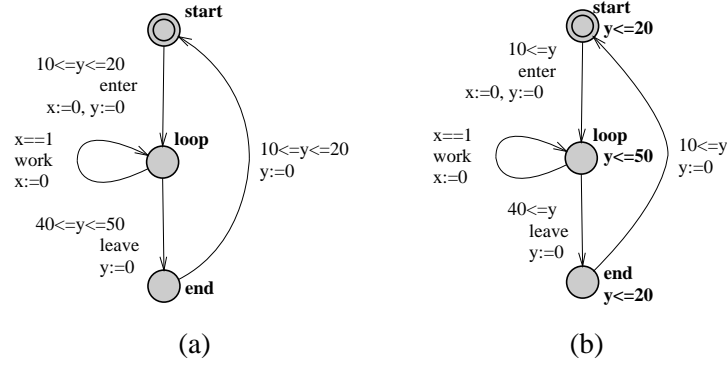 start
10<=y<=20
enter
x:=0, y:=0
x==1
work
x:=0
loop
10<=y<=20
y:=0
40<=y<=50
leave
y:=0
end
(a)
start
y<=20
10<=y
enter
x:=0, y:=0
x==1
work
x:=0
loop
y<=50
10<=y
y:=0
40<=y
leave
y:=0
end
y<=20
(b)